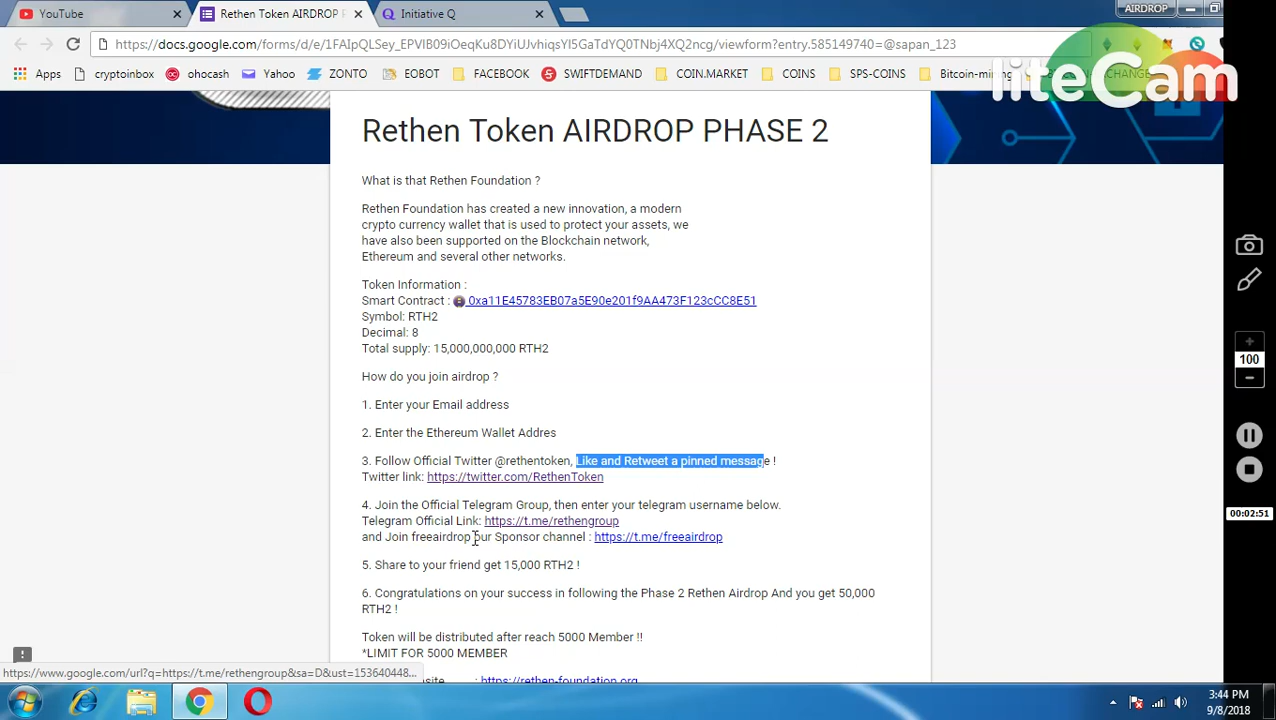 YouTube
Rethen Token AIRDROP P
Initiative Q
AIRDROP
https://docs.google.com/forms/d/e/1FAIpQLSey_EPVIB09iOaqKu8DYiUtvhiqsYI5GaTdYQ0TNbj4XQ2ncg/viewform?entry.585149740=@sapan_123
Apps
cryptoinbox
ohocash
Yahoo
ZONTO
EOBOT
FACEBOOK
SWIFTDEMAND
COIN.MARKET
COINS
SPS-COINS
Bitcoin-mining
liteCam
Rethen Token AIRDROP PHASE 2
What is that Rethen Foundation ?
Rethen Foundation has created a new innovation, a modern
crypto currency wallet that is used to protect your assets, we
have also been supported on the Blockchain network,
Ethereum and several other networks.
Token Information :
Smart Contract : 0xa11E45783EB07a5E90e201f9AA473F123cCC8E51
Symbol: RTH2
Decimal: 8
Total supply: 15,000,000,000 RTH2
How do you join airdrop ?
1. Enter your Email address
2. Enter the Ethereum Wallet Addres
3. Follow Official Twitter @rethentoken, Like and Retweet a pinned message !
Twitter link: https://twitter.com/RethenToken
4. Join the Official Telegram Group, then enter your telegram username below.
Telegram Official Link: https://t.me/rethengroup
and Join freeairdrop our Sponsor channel : https://t.me/freeairdrop
5. Share to your friend get 15,000 RTH2 !
6. Congratulations on your success in following the Phase 2 Rethen Airdrop And you get 50,000
RTH2 !
Token will be distributed after reach 5000 Member !!
*LIMIT FOR 5000 MEMBER
: https://rethen-foundation.org
https://www.google.com/url?q=https://t.me/rethengroup&sa=D&ust=153640448...
100
00:02:51
3:44 PM
9/8/2018